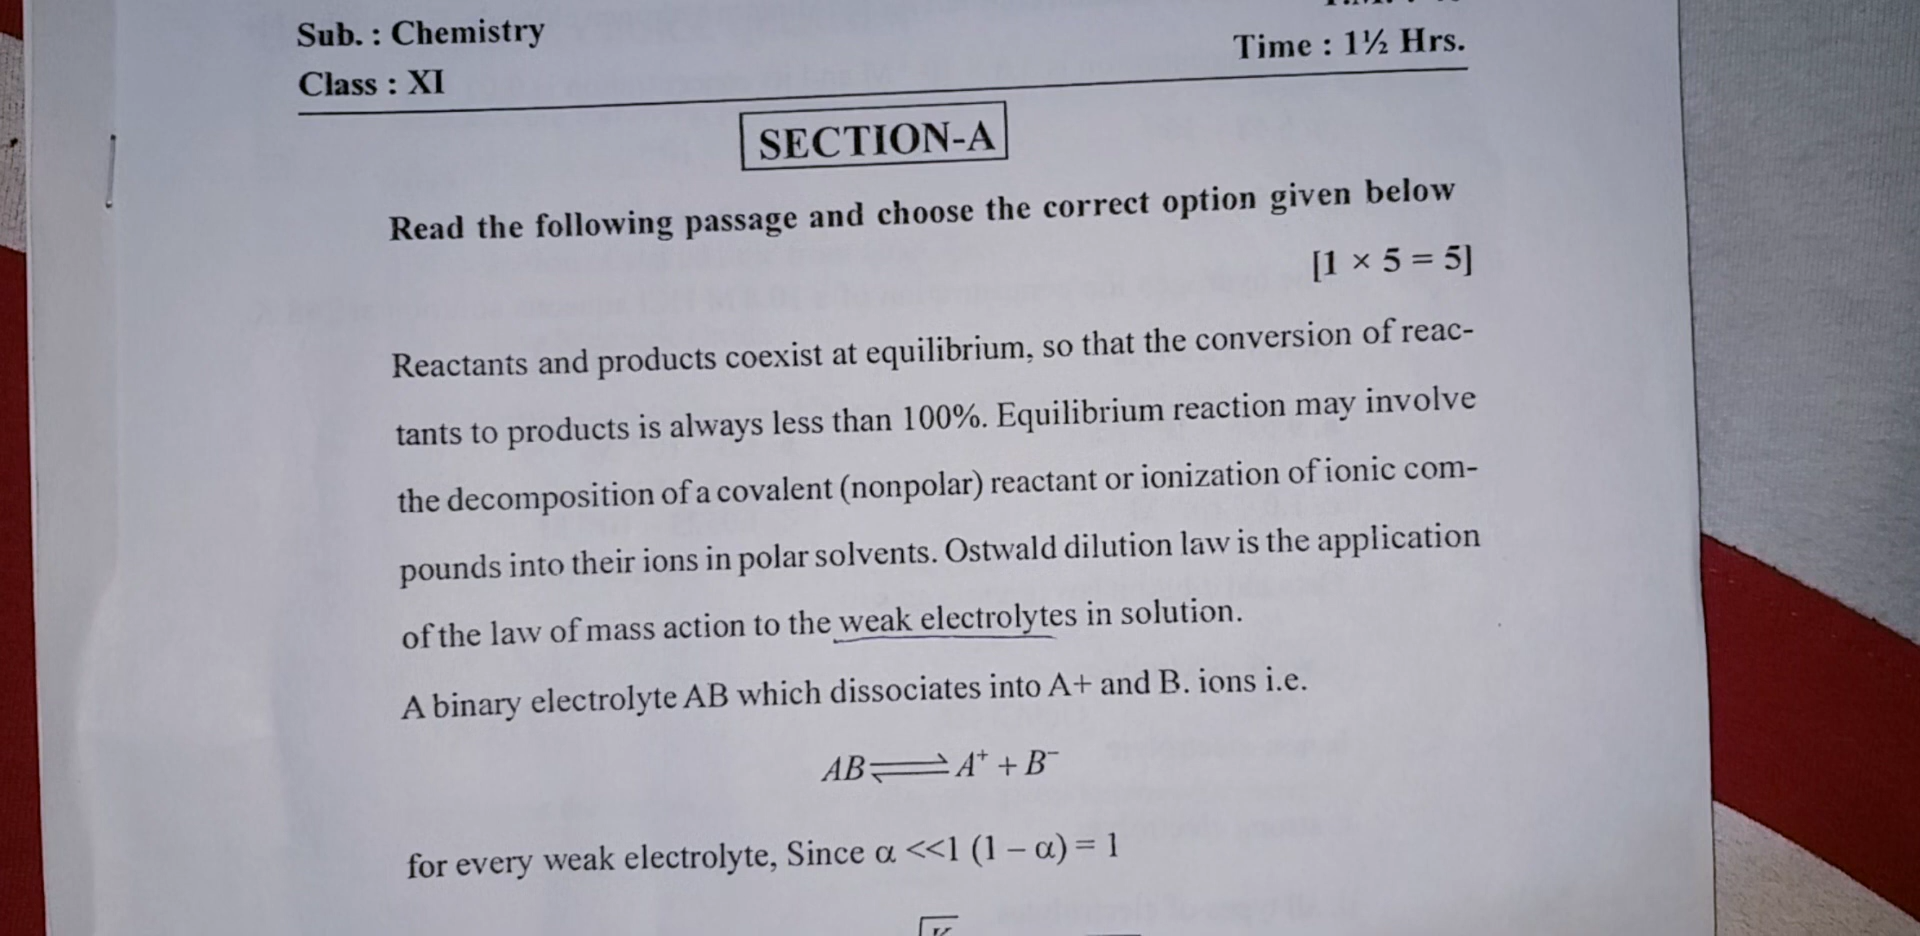 Sub. : Chemistry
Time : 1½ Hrs.
Class : XI
SECTION-A
Read the following passage and choose the correct option given below
[1 × 5 = 5]
Reactants and products coexist at equilibrium, so that the conversion of reac-
tants to products is always less than 100%. Equilibrium reaction may involve
the decomposition of a covalent (nonpolar) reactant or ionization of ionic com-
pounds into their ions in polar solvents. Ostwald dilution law is the application
of the law of mass action to the weak electrolytes in solution.
A binary electrolyte AB which dissociates into A+ and B. ions i.e.
AB ⇌ A⁺ + B⁻
for every weak electrolyte, Since α <<1 (1 – α) = 1